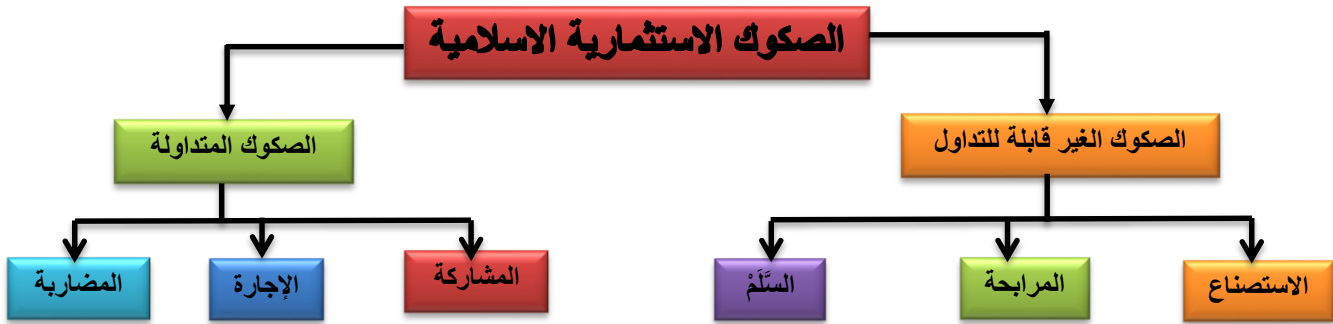 الصكوك الاستثمارية الاسلامية
الصكوك الغير قابلة للتداول
الصكوك المتداولة
الاستصناع
المرابحة
السَّلَمْ
المشاركة
الإجارة
المضاربة